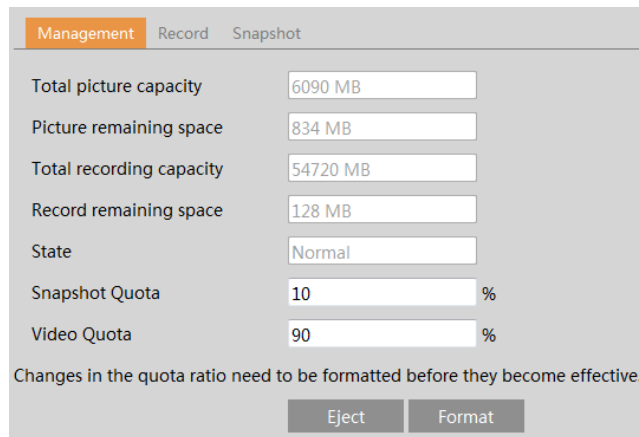 Management Record Snapshot
Total picture capacity 6090 MB
Picture remaining space 834 MB
Total recording capacity 54720 MB
Record remaining space 128 MB
State Normal
Snapshot Quota 10 %
Video Quota 90 %
Changes in the quota ratio need to be formatted before they become effective.
Eject Format